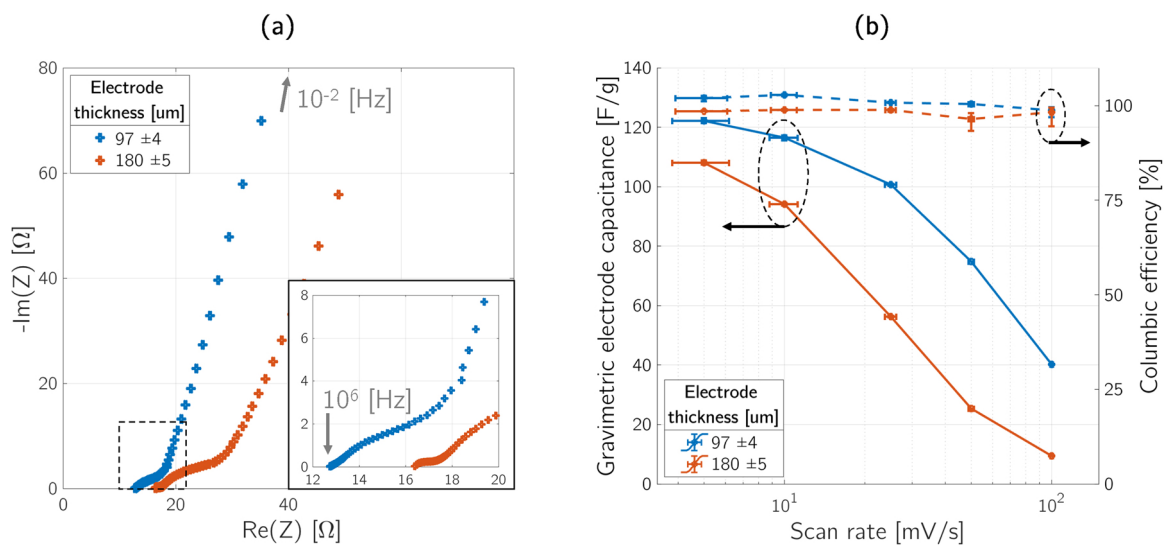 (a)
80
60
40
20
0
-Im(Z) [Ω]
Electrode
thickness [um]
97 ±4
180 ±5
10⁻² [Hz]
8
6
4
2
0
10⁶ [Hz]
12 14 16 18 20
0 20 40
Re(Z) [Ω]
(b)
140
120
100
80
60
40
20
0
Gravimetric electrode capacitance [F/g]
Electrode
thickness [um]
97 ±4
180 ±5
100
75
50
25
0
Columbic efficiency [%]
10¹ 10²
Scan rate [mV/s]